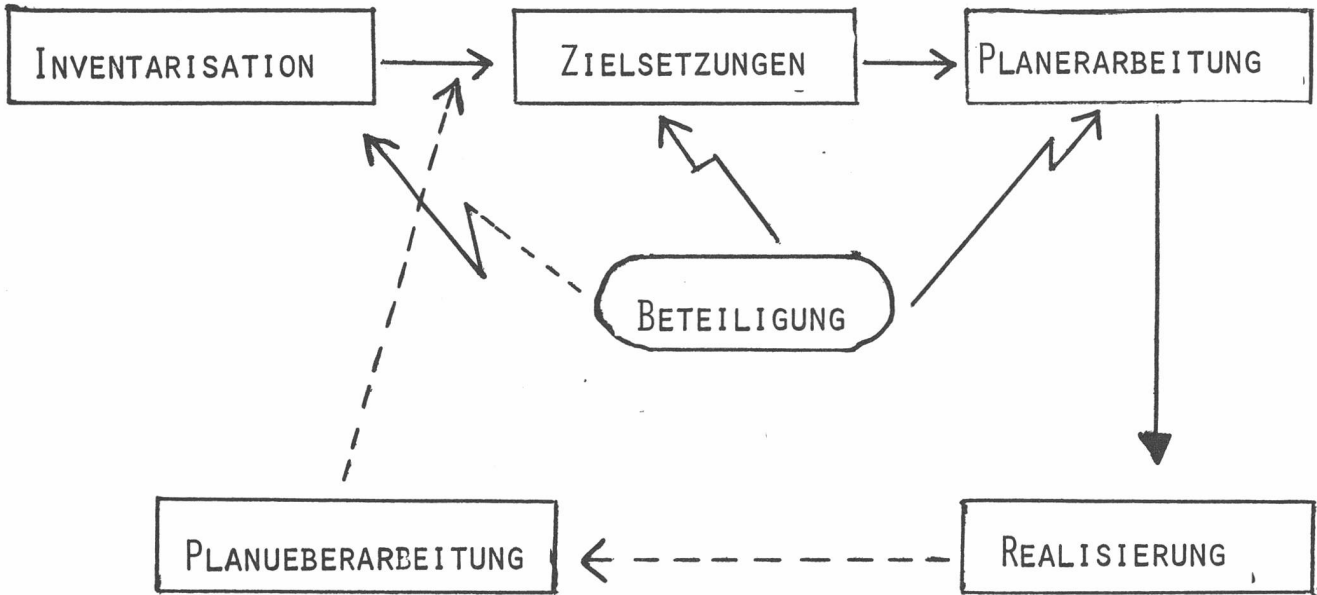 INVENTARISATION
ZIELSETZUNGEN
PLANERARBEITUNG
BETEILIGUNG
PLANUEBERARBEITUNG
REALISIERUNG